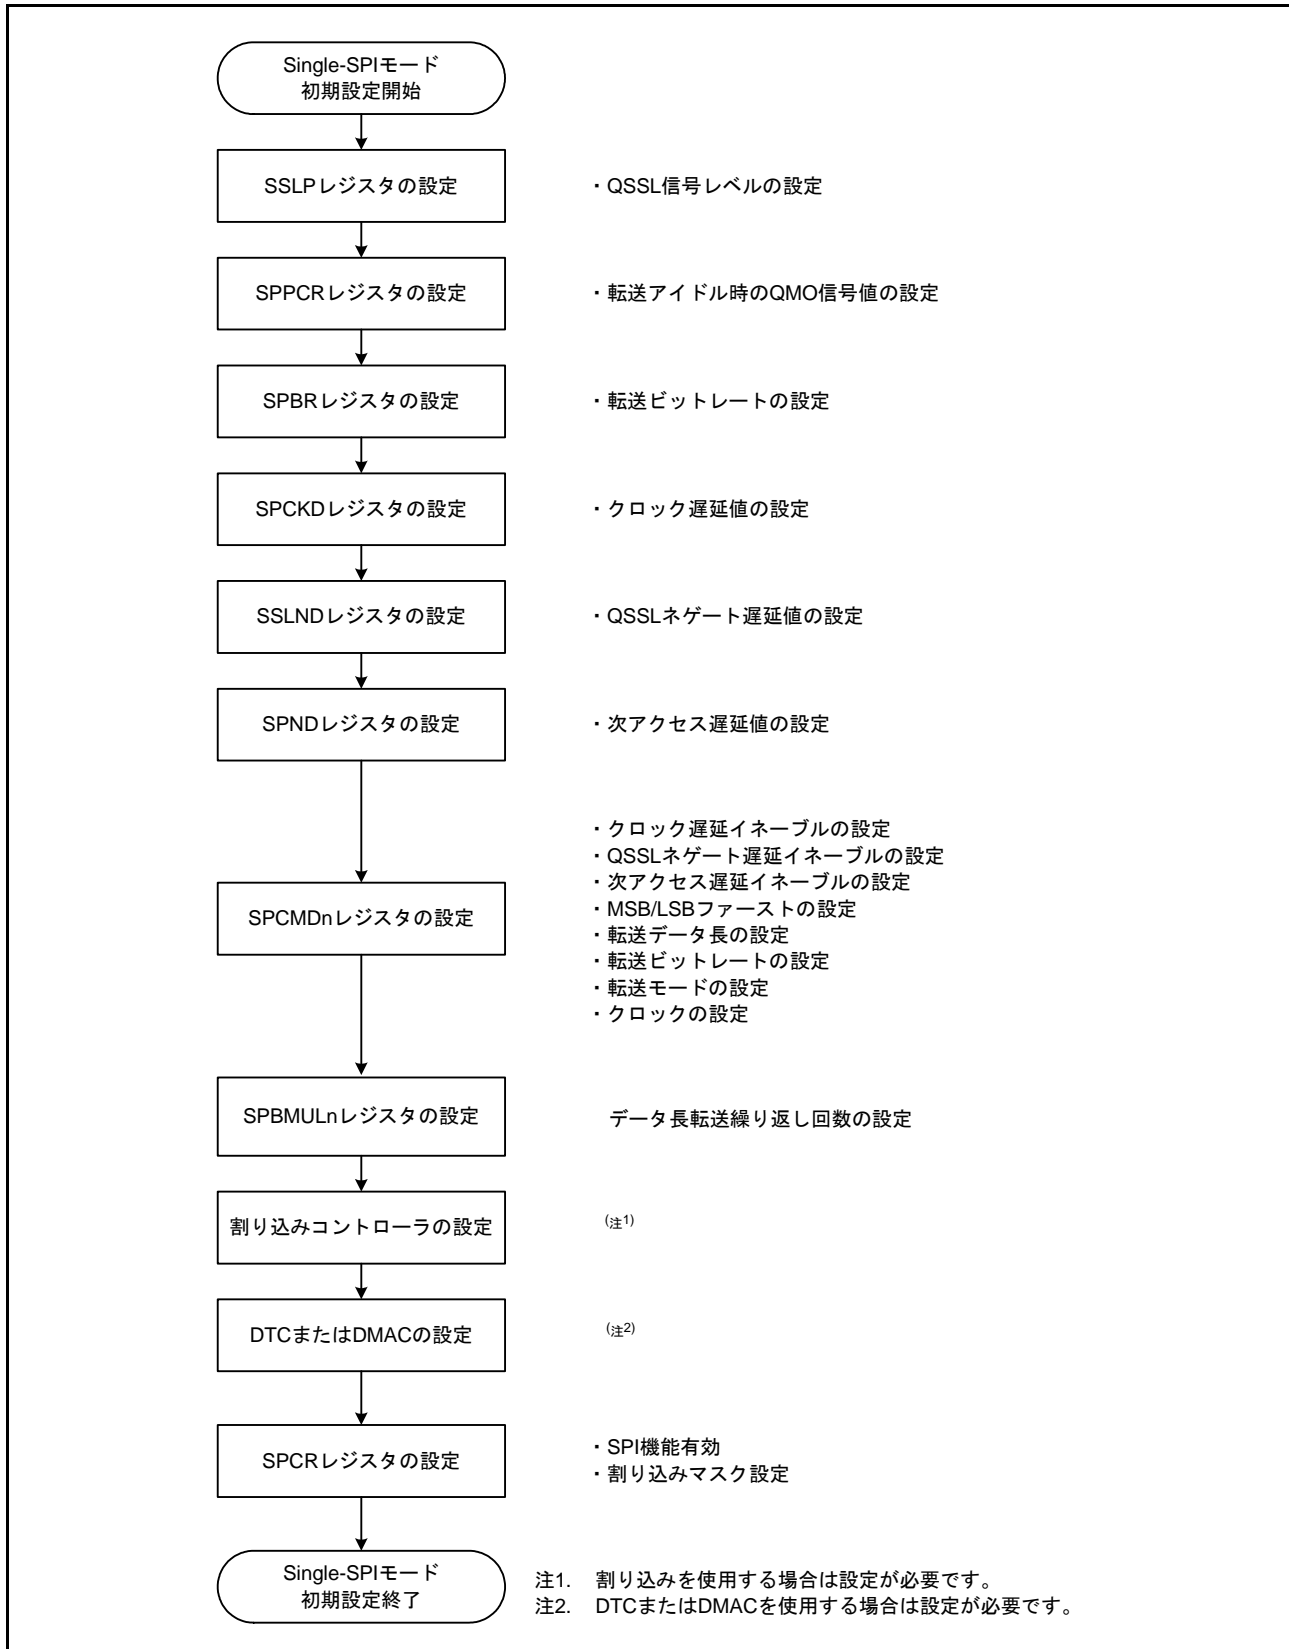 Single-SPIモード
初期設定開始
SSLPレジスタの設定
・QSSL信号レベルの設定
SPPCRレジスタの設定
・転送アイドル時のQMO信号値の設定
SPBRレジスタの設定
・転送ビットレートの設定
SPCKDレジスタの設定
・クロック遅延値の設定
SSLNDレジスタの設定
・QSSLネゲート遅延値の設定
SPNDレジスタの設定
・次アクセス遅延値の設定
SPCMDnレジスタの設定
・クロック遅延イネーブルの設定
・QSSLネゲート遅延イネーブルの設定
・次アクセス遅延イネーブルの設定
・MSB/LSBファーストの設定
・転送データ長の設定
・転送ビットレートの設定
・転送モードの設定
・クロックの設定
SPBMULnレジスタの設定
データ長転送繰り返し回数の設定
割り込みコントローラの設定
(注1)
DTCまたはDMACの設定
(注2)
SPCRレジスタの設定
・SPI機能有効
・割り込みマスク設定
Single-SPIモード
初期設定終了
注1. 割り込みを使用する場合は設定が必要です。
注2. DTCまたはDMACを使用する場合は設定が必要です。